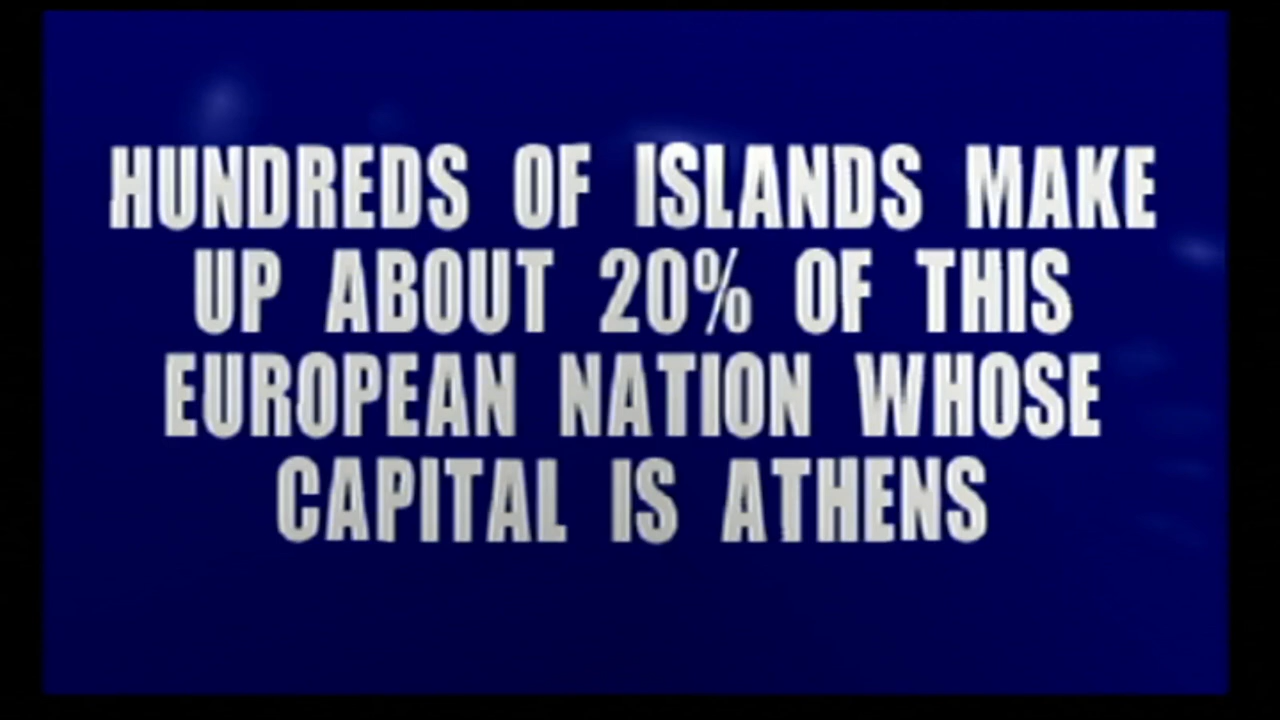 HUNDREDS OF ISLANDS MAKE
UP ABOUT 20% OF THIS
EUROPEAN NATION WHOSE
CAPITAL IS ATHENS